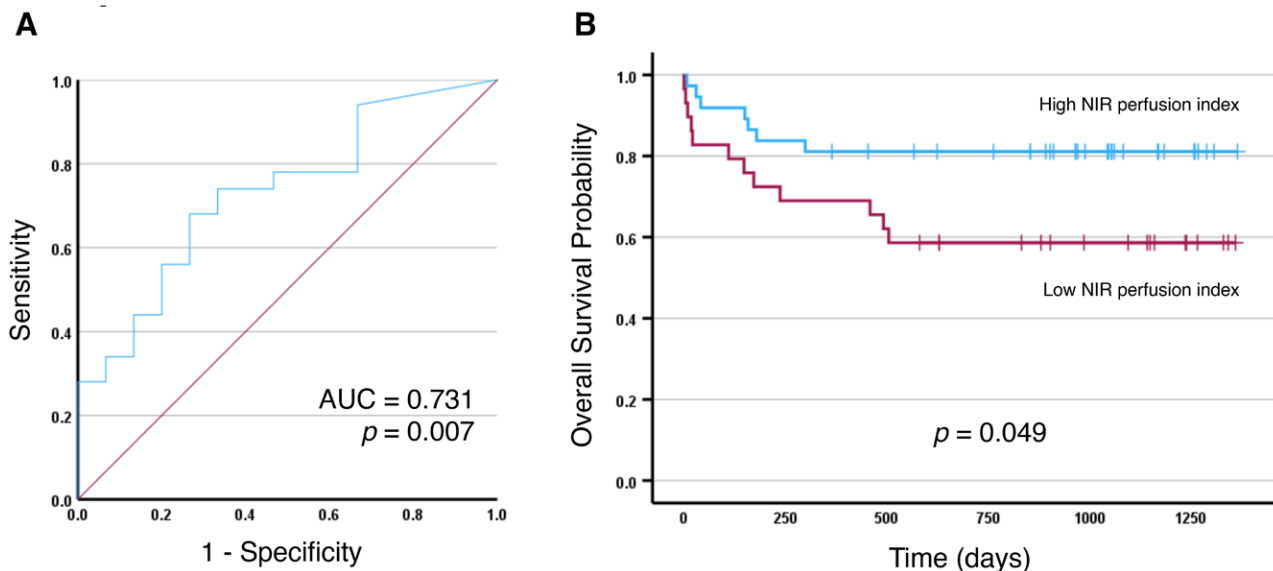 A
Sensitivity
1.0
0.8
0.6
0.4
0.2
0.0
0.0 0.2 0.4 0.6 0.8 1.0
1 - Specificity
AUC = 0.731
p = 0.007
B
Overall Survival Probability
1.0
0.8
0.6
0.4
0.2
0.0
0 250 500 750 1000 1250
Time (days)
High NIR perfusion index
Low NIR perfusion index
p = 0.049